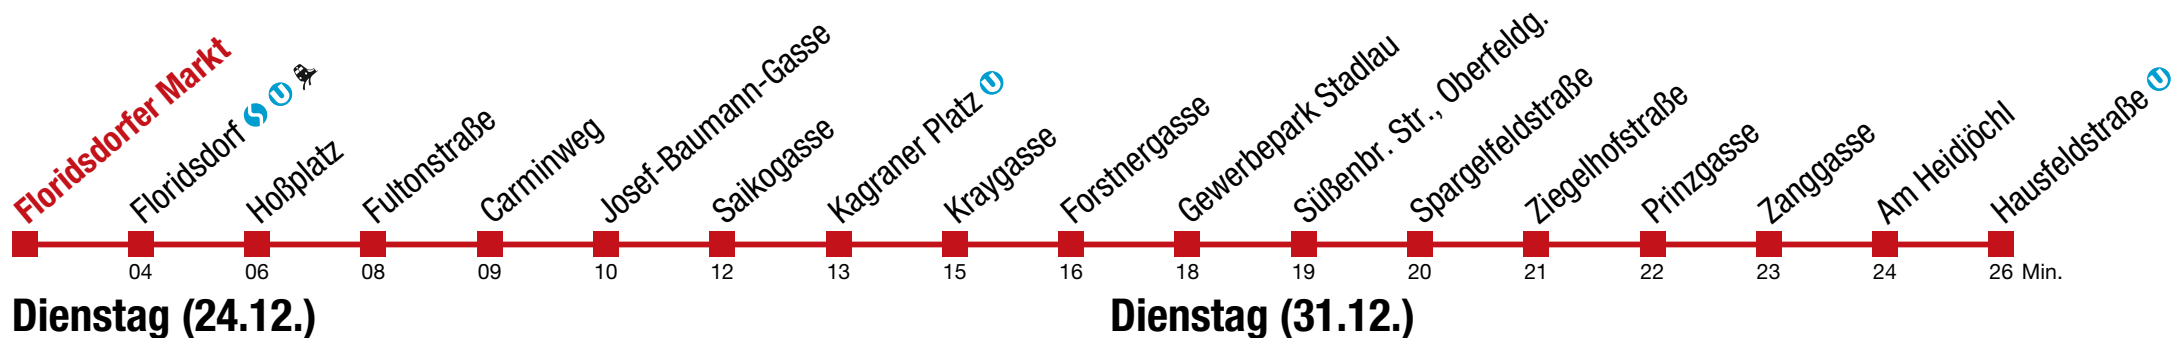 Floridsdorfer Markt
Floridsdorf
Hoßplatz
Fultonstraße
Carminweg
Josef-Baumann-Gasse
Saikogasse
Kagraner Platz U
Kraygasse
Forstnergasse
Gewerbepark Stadlau
Süßenbr. Str., Oberfeldg.
Spargelfeldstraße
Ziegelhofstraße
Prinzgasse
Zanggasse
Am Heidjöchl
Hausfeldstraße U
04 06 08 09 10 12 13 15 16 18 19 20 21 22 23 24 26 Min.
Dienstag (24.12.)
Dienstag (31.12.)